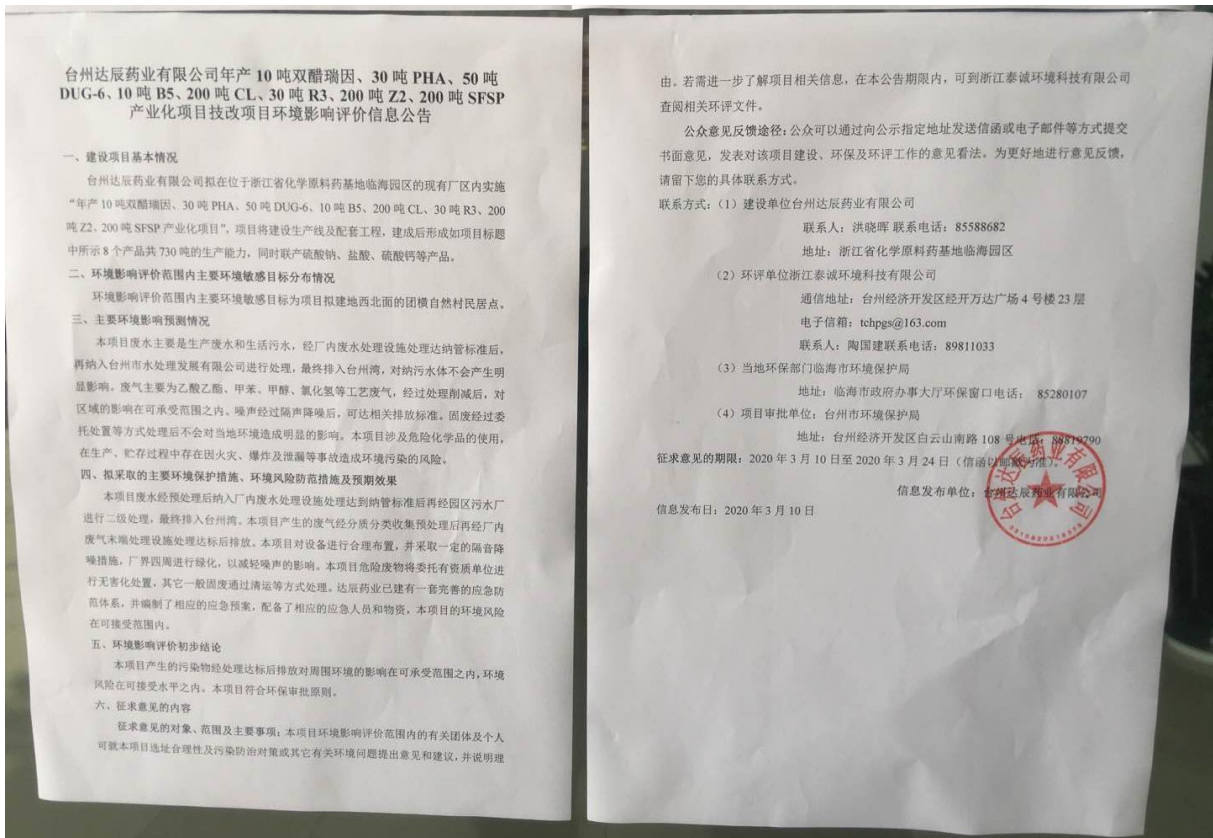 台州达辰药业有限公司年产 10 吨双醋瑞因、30 吨 PHA、50 吨
DUG-6、10 吨 B5、200 吨 CL、30 吨 R3、200 吨 Z2、200 吨 SFSP
产业化项目技改项目环境影响评价信息公告
一、建设项目基本情况
台州达辰药业有限公司拟在位于浙江省化学原料药基地临海园区的现有厂区内实施
“年产 10 吨双醋瑞因、30 吨 PHA、50 吨 DUG-6、10 吨 B5、200 吨 CL、30 吨 R3、200
吨 Z2、200 吨 SFSP 产业化项目”，项目将建设生产线及配套工程，建成后形成如项目标题
中所示 8 个产品共 730 吨的生产能力，同时联产硫酸钠、盐酸、硫酸钙等产品。
二、环境影响评价范围内主要环境敏感目标分布情况
环境影响评价范围内主要环境敏感目标为项目拟建地西北面的团横自然村民居点。
三、主要环境影响预测情况
本项目废水主要是生产废水和生活污水，经厂内废水处理设施处理达纳管标准后，
再纳入台州市水处理发展有限公司进行处理，最终排入台州湾，对纳污水体不会产生明
显影响。废气主要为乙酸乙酯、甲苯、甲醇、氯化氢等工艺废气，经过处理削减后，对
区域的影响在可承受范围之内。噪声经过隔声降噪后，可达相关排放标准。固废经过委
托处置等方式处理后不会对当地环境造成明显的影响。本项目涉及危险化学品的使用，
在生产、贮存过程中存在因火灾、爆炸及泄漏等事故造成环境污染的风险。
四、拟采取的主要环境保护措施、环境风险防范措施及预期效果
本项目废水经预处理后纳入厂内废水处理设施处理达到纳管标准后再经园区污水厂
进行二级处理，最终排入台州湾。本项目产生的废气经分质分类收集预处理后再经厂内
废气末端处理设施处理达标后排放。本项目对设备进行合理布置，并采取一定的隔音降
噪措施，厂界四周进行绿化，以减轻噪声的影响。本项目危险废物将委托有资质单位进
行无害化处置，其它一般固废通过清运等方式处理。达辰药业已建有一套完善的应急防
范体系，并编制了相应的应急预案，配备了相应的应急人员和物资，本项目的环境风险
在可接受范围内。
五、环境影响评价初步结论
本项目产生的污染物经处理达标后排放对周围环境的影响在可承受范围之内，环境
风险在可接受水平之内。本项目符合环保审批原则。
六、征求意见的内容
征求意见的对象、范围及主要事项：本项目环境影响评价范围内的有关团体及个人
可就本项目选址合理性及污染防治对策或其它有关环境问题提出意见和建议，并说明理
由。若需进一步了解项目相关信息，在本公告期限内，可到浙江泰诚环境科技有限公司
查阅相关环评文件。
公众意见反馈途径：公众可以通过向公示指定地址发送信函或电子邮件等方式提交
书面意见，发表对该项目建设、环保及环评工作的意见看法。为更好地进行意见反馈，
请留下您的具体联系方式。
联系方式：（1）建设单位台州达辰药业有限公司
联系人：洪晓晖 联系电话：85588682
地址：浙江省化学原料药基地临海园区
（2）环评单位浙江泰诚环境科技有限公司
通信地址：台州经济开发区经开万达广场 4 号楼 23 层
电子信箱：tchpgs@163.com
联系人：陶国建联系电话：89811033
（3）当地环保部门临海市环境保护局
地址：临海市政府办事大厅环保窗口电话： 85280107
（4）项目审批单位：台州市环境保护局
地址：台州经济开发区白云山南路 108 号电话：88819790
征求意见的期限：2020 年 3 月 10 日至 2020 年 3 月 24 日（信函以邮戳为准）。
信息发布单位：台州达辰药业有限公司
信息发布日：2020 年 3 月 10 日
台州达辰药业有限公司